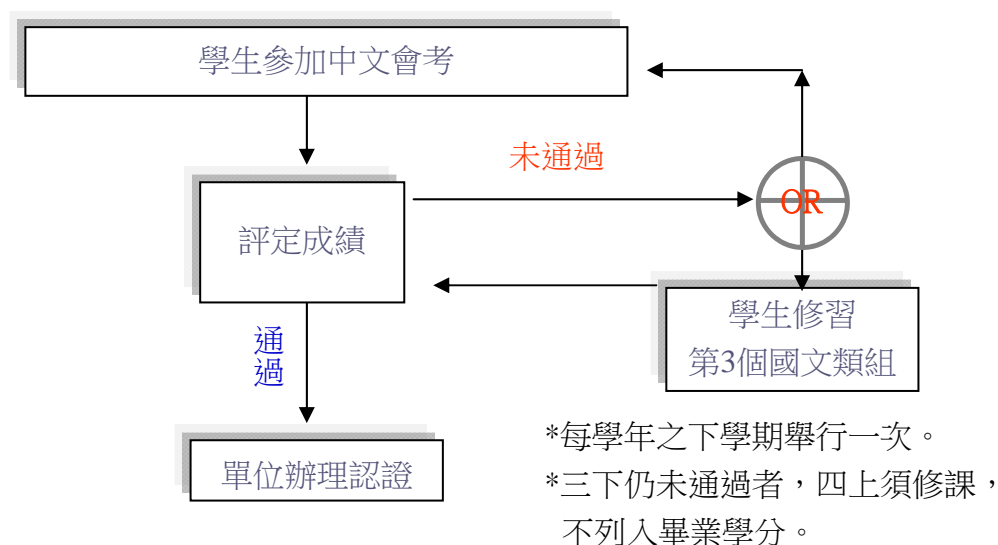 學生參加中文會考
未通過
OR
評定成績
學生修習
第3個國文類組
通過
單位辦理認證
*每學年之下學期舉行一次。
*三下仍未通過者，四上須修課，
不列入畢業學分。